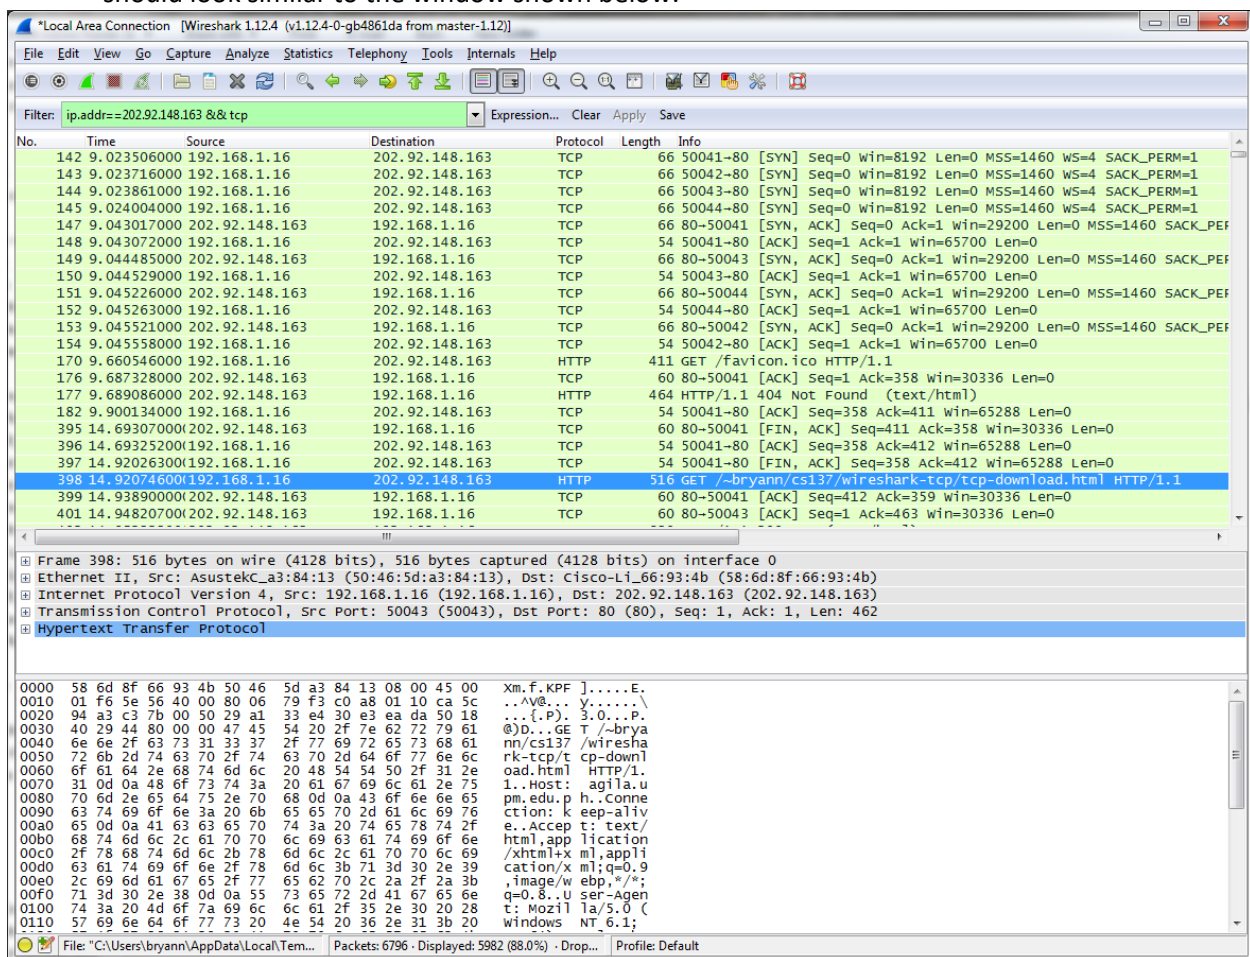 should look similar to the window shown below.
*Local Area Connection [Wireshark 1.12.4 (v1.12.4-0-gb4861da from master-1.12)]
File Edit View Go Capture Analyze Statistics Telephony Tools Internals Help
Filter: ip.addr==202.92.148.163 && tcp Expression... Clear Apply Save
No. Time Source Destination Protocol Length Info
142 9.023506000 192.168.1.16 202.92.148.163 TCP 66 50041→80 [SYN] Seq=0 Win=8192 Len=0 MSS=1460 WS=4 SACK_PERM=1
143 9.023716000 192.168.1.16 202.92.148.163 TCP 66 50042→80 [SYN] Seq=0 Win=8192 Len=0 MSS=1460 WS=4 SACK_PERM=1
144 9.023861000 192.168.1.16 202.92.148.163 TCP 66 50043→80 [SYN] Seq=0 Win=8192 Len=0 MSS=1460 WS=4 SACK_PERM=1
145 9.024004000 192.168.1.16 202.92.148.163 TCP 66 50044→80 [SYN] Seq=0 Win=8192 Len=0 MSS=1460 WS=4 SACK_PERM=1
147 9.043017000 202.92.148.163 192.168.1.16 TCP 66 80→50041 [SYN, ACK] Seq=0 Ack=1 Win=29200 Len=0 MSS=1460 SACK_PER
148 9.043072000 192.168.1.16 202.92.148.163 TCP 54 50041→80 [ACK] Seq=1 Ack=1 Win=65700 Len=0
149 9.044485000 202.92.148.163 192.168.1.16 TCP 66 80→50043 [SYN, ACK] Seq=0 Ack=1 Win=29200 Len=0 MSS=1460 SACK_PER
150 9.044529000 192.168.1.16 202.92.148.163 TCP 54 50043→80 [ACK] Seq=1 Ack=1 Win=65700 Len=0
151 9.045226000 202.92.148.163 192.168.1.16 TCP 66 80→50044 [SYN, ACK] Seq=0 Ack=1 Win=29200 Len=0 MSS=1460 SACK_PER
152 9.045263000 192.168.1.16 202.92.148.163 TCP 54 50044→80 [ACK] Seq=1 Ack=1 Win=65700 Len=0
153 9.045521000 202.92.148.163 192.168.1.16 TCP 66 80→50042 [SYN, ACK] Seq=0 Ack=1 Win=29200 Len=0 MSS=1460 SACK_PER
154 9.045558000 192.168.1.16 202.92.148.163 TCP 54 50042→80 [ACK] Seq=1 Ack=1 Win=65700 Len=0
170 9.660546000 192.168.1.16 202.92.148.163 HTTP 411 GET /favicon.ico HTTP/1.1
176 9.687328000 202.92.148.163 192.168.1.16 TCP 60 80→50041 [ACK] Seq=1 Ack=358 Win=30336 Len=0
177 9.689086000 202.92.148.163 192.168.1.16 HTTP 464 HTTP/1.1 404 Not Found (text/html)
182 9.900134000 192.168.1.16 202.92.148.163 TCP 54 50041→80 [ACK] Seq=358 Ack=411 Win=65288 Len=0
395 14.69307000(202.92.148.163 192.168.1.16 TCP 60 80→50041 [FIN, ACK] Seq=411 Ack=358 Win=30336 Len=0
396 14.69325200(192.168.1.16 202.92.148.163 TCP 54 50041→80 [ACK] Seq=358 Ack=412 Win=65288 Len=0
397 14.92026300(192.168.1.16 202.92.148.163 TCP 54 50041→80 [FIN, ACK] Seq=358 Ack=412 Win=65288 Len=0
398 14.92074600(192.168.1.16 202.92.148.163 HTTP 516 GET /~bryann/cs137/wireshark-tcp/tcp-download.html HTTP/1.1
399 14.93890000(202.92.148.163 192.168.1.16 TCP 60 80→50041 [ACK] Seq=412 Ack=359 Win=30336 Len=0
401 14.94820700(202.92.148.163 192.168.1.16 TCP 60 80→50043 [ACK] Seq=1 Ack=463 Win=30336 Len=0
Frame 398: 516 bytes on wire (4128 bits), 516 bytes captured (4128 bits) on interface 0
Ethernet II, Src: AsustekC_a3:84:13 (50:46:5d:a3:84:13), Dst: Cisco-Li_66:93:4b (58:6d:8f:66:93:4b)
Internet Protocol Version 4, Src: 192.168.1.16 (192.168.1.16), Dst: 202.92.148.163 (202.92.148.163)
Transmission Control Protocol, Src Port: 50043 (50043), Dst Port: 80 (80), Seq: 1, Ack: 1, Len: 462
Hypertext Transfer Protocol
0000 58 6d 8f 66 93 4b 50 46 5d a3 84 13 08 00 45 00 Xm.f.KPF ].....E.
0010 01 f6 5e 56 40 00 80 06 79 f3 c0 a8 01 10 ca 5c ..^V@... y......\
0020 94 a3 c3 7b 00 50 29 a1 33 e4 30 e3 ea da 50 18 ...{.P). 3.0...P.
0030 40 29 44 80 00 00 47 45 54 20 2f 7e 62 72 79 61 @)D...GE T /~brya
0040 6e 6e 2f 63 73 31 33 37 2f 77 69 72 65 73 68 61 nn/cs137 /wiresha
0050 72 6b 2d 74 63 70 2f 74 63 70 2d 64 6f 77 6e 6c rk-tcp/t cp-downl
0060 6f 61 64 2e 68 74 6d 6c 20 48 54 54 50 2f 31 2e oad.html HTTP/1.
0070 31 0d 0a 48 6f 73 74 3a 20 61 67 69 6c 61 2e 75 1..Host: agila.u
0080 70 6d 2e 65 64 75 2e 70 68 0d 0a 43 6f 6e 6e 65 pm.edu.p h..Conne
0090 63 74 69 6f 6e 3a 20 6b 65 65 70 2d 61 6c 69 76 ction: k eep-aliv
00a0 65 0d 0a 41 63 63 65 70 74 3a 20 74 65 78 74 2f e..Accep t: text/
00b0 68 74 6d 6c 2c 61 70 70 6c 69 63 61 74 69 6f 6e html,app lication
00c0 2f 78 68 74 6d 6c 2b 78 6d 6c 2c 61 70 70 6c 69 /xhtml+x ml,appli
00d0 63 61 74 69 6f 6e 2f 78 6d 6c 3b 71 3d 30 2e 39 cation/x ml;q=0.9
00e0 2c 69 6d 61 67 65 2f 77 65 62 70 2c 2a 2f 2a 3b ,image/w ebp,*/*;
00f0 71 3d 30 2e 38 0d 0a 55 73 65 72 2d 41 67 65 6e q=0.8..U ser-Agen
0100 74 3a 20 4d 6f 7a 69 6c 6c 61 2f 35 2e 30 20 28 t: Mozil la/5.0 (
0110 57 69 6e 64 6f 77 73 20 4e 54 20 36 2e 31 3b 20 Windows NT 6.1;
File: "C:\Users\bryann\AppData\Local\Tem... Packets: 6796 · Displayed: 5982 (88.0%) · Drop... Profile: Default